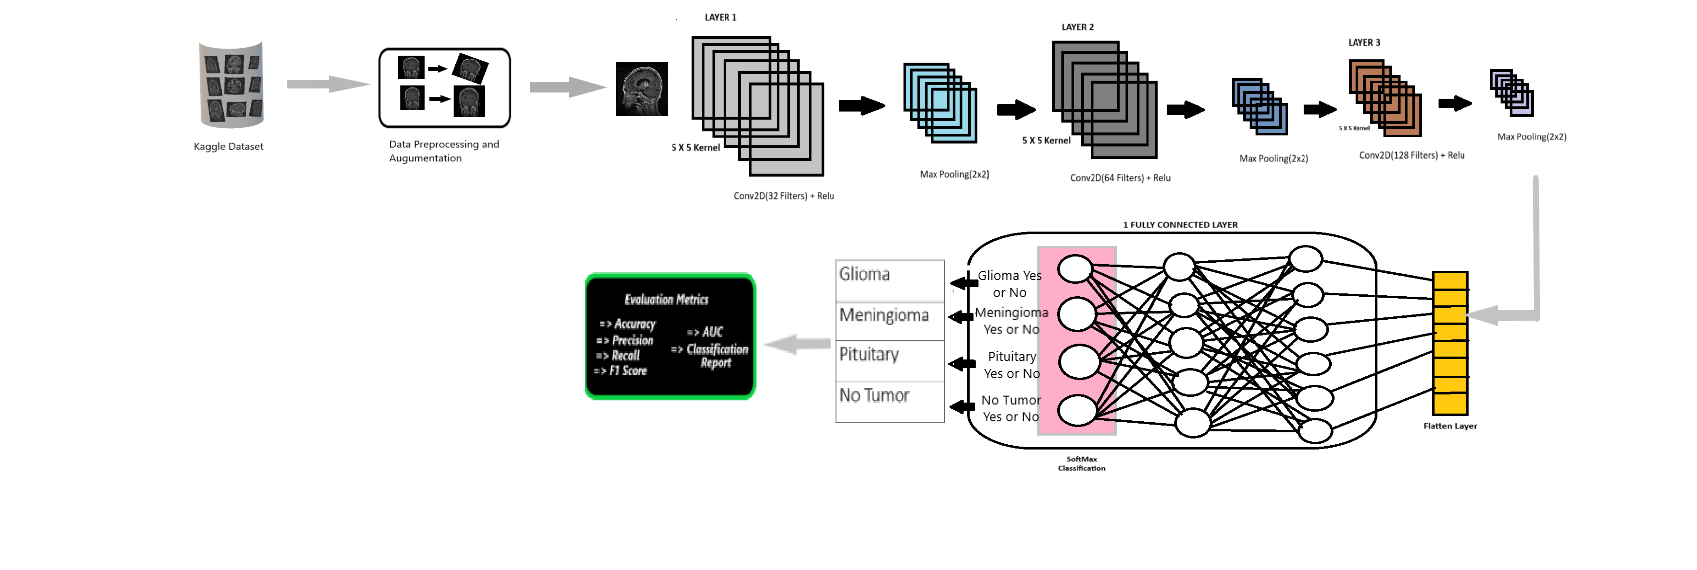 LAYER 1
LAYER 2
LAYER 3
5 X 5 Kernel
5 X 5 Kernel
5 X 5 Kernel
Kaggle Dataset
Data Preprocessing and
Augumentation
Conv2D(32 Filters) + Relu
Max Pooling(2x2)
Conv2D(64 Filters) + Relu
Max Pooling(2x2)
Conv2D(128 Filters) + Relu
Max Pooling(2x2)
1 FULLY CONNECTED LAYER
Flatten Layer
SoftMax
Classification
Glioma Yes
or No
Meningioma
Yes or No
Pituitary
Yes or No
No Tumor
Yes or No
Glioma
Meningioma
Pituitary
No Tumor
Evaluation Metrics
=> Accuracy
=> Precision
=> Recall
=> F1 Score
=> AUC
=> Classification
Report